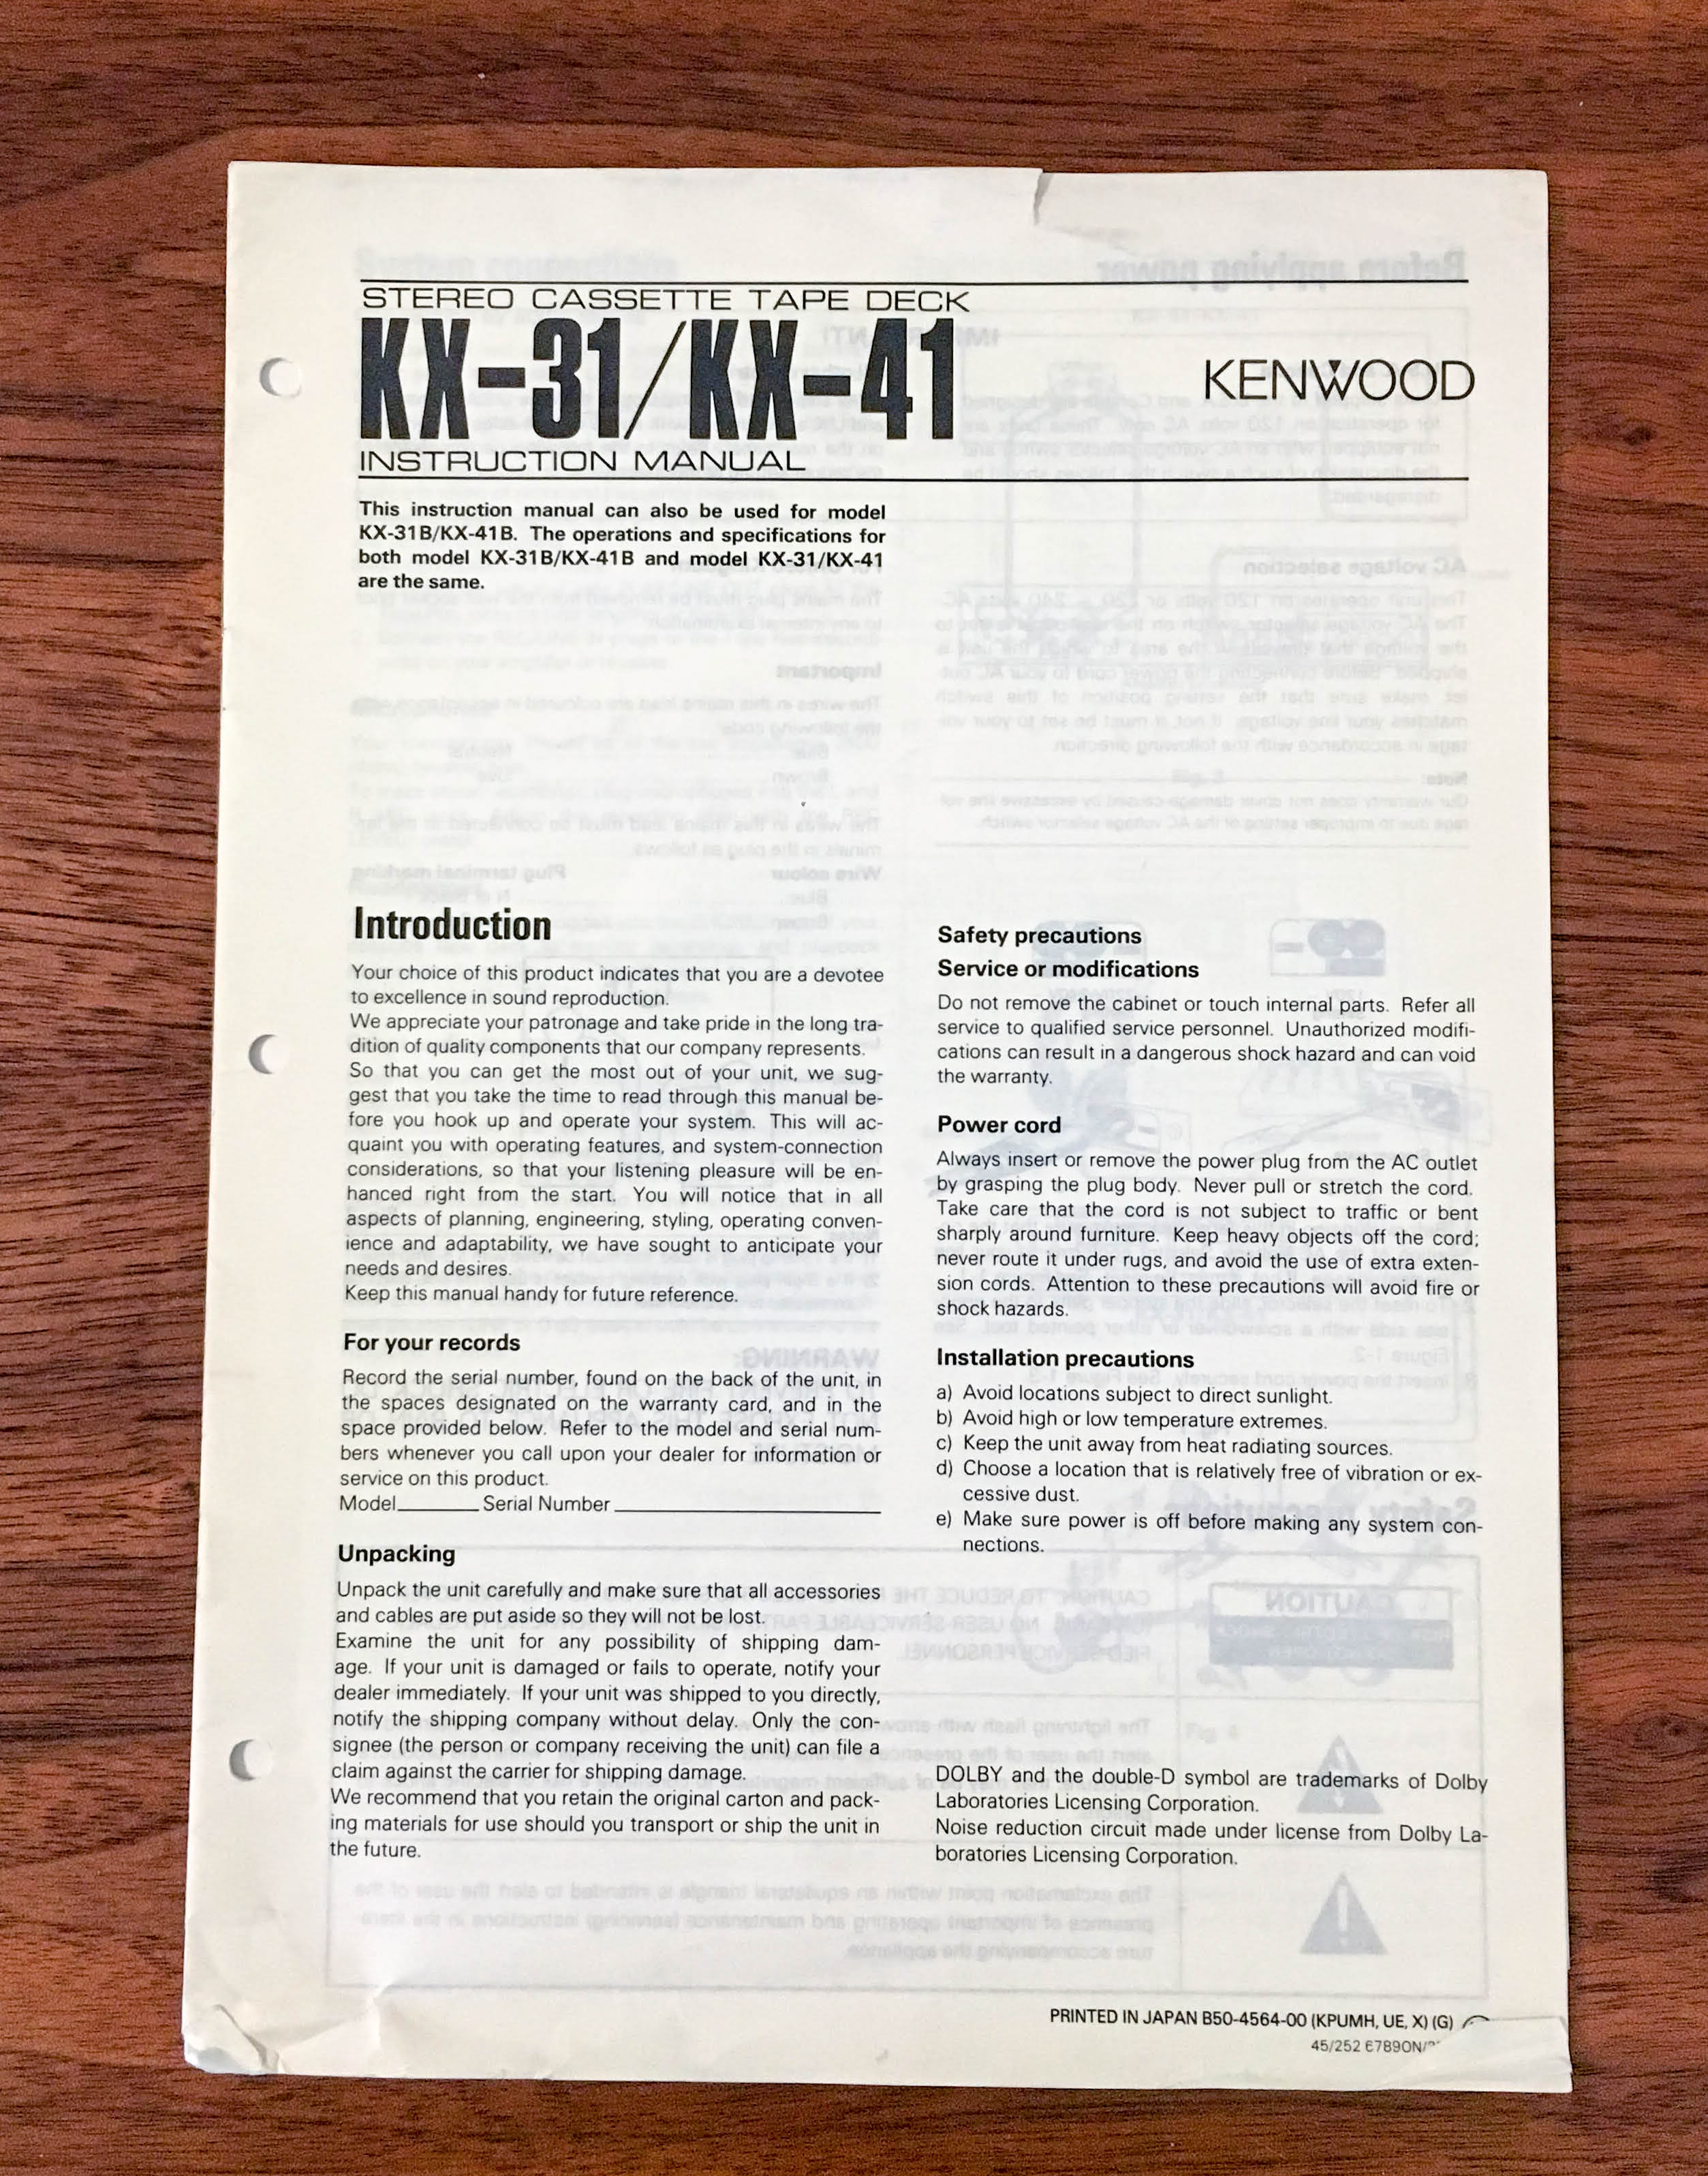 STEREO CASSETTE TAPE DECK
KX-31/KX-41
KENWOOD
INSTRUCTION MANUAL
This instruction manual can also be used for model
KX-31B/KX-41B. The operations and specifications for
both model KX-31B/KX-41B and model KX-31/KX-41
are the same.
Introduction
Your choice of this product indicates that you are a devotee
to excellence in sound reproduction.
We appreciate your patronage and take pride in the long tra-
dition of quality components that our company represents.
So that you can get the most out of your unit, we sug-
gest that you take the time to read through this manual be-
fore you hook up and operate your system. This will ac-
quaint you with operating features, and system-connection
considerations, so that your listening pleasure will be en-
hanced right from the start. You will notice that in all
aspects of planning, engineering, styling, operating conven-
ience and adaptability, we have sought to anticipate your
needs and desires.
Keep this manual handy for future reference.
For your records
Record the serial number, found on the back of the unit, in
the spaces designated on the warranty card, and in the
space provided below. Refer to the model and serial num-
bers whenever you call upon your dealer for information or
service on this product.
Model________ Serial Number________________________
Unpacking
Unpack the unit carefully and make sure that all accessories
and cables are put aside so they will not be lost.
Examine the unit for any possibility of shipping dam-
age. If your unit is damaged or fails to operate, notify your
dealer immediately. If your unit was shipped to you directly,
notify the shipping company without delay. Only the con-
signee (the person or company receiving the unit) can file a
claim against the carrier for shipping damage.
We recommend that you retain the original carton and pack-
ing materials for use should you transport or ship the unit in
the future.
Safety precautions
Service or modifications
Do not remove the cabinet or touch internal parts. Refer all
service to qualified service personnel. Unauthorized modifi-
cations can result in a dangerous shock hazard and can void
the warranty.
Power cord
Always insert or remove the power plug from the AC outlet
by grasping the plug body. Never pull or stretch the cord.
Take care that the cord is not subject to traffic or bent
sharply around furniture. Keep heavy objects off the cord;
never route it under rugs, and avoid the use of extra exten-
sion cords. Attention to these precautions will avoid fire or
shock hazards.
Installation precautions
a) Avoid locations subject to direct sunlight.
b) Avoid high or low temperature extremes.
c) Keep the unit away from heat radiating sources.
d) Choose a location that is relatively free of vibration or ex-
cessive dust.
e) Make sure power is off before making any system con-
nections.
DOLBY and the double-D symbol are trademarks of Dolby
Laboratories Licensing Corporation.
Noise reduction circuit made under license from Dolby La-
boratories Licensing Corporation.
PRINTED IN JAPAN B50-4564-00 (KPUMH, UE, X) (G)
45/252